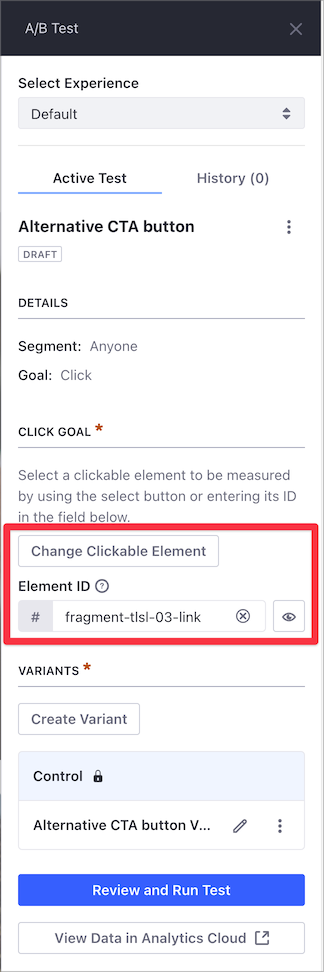 A/B Test
Select Experience
Default
Active Test
History (0)
Alternative CTA button
DRAFT
DETAILS
Segment: Anyone
Goal: Click
CLICK GOAL *
Select a clickable element to be measured
by using the select button or entering its ID
in the field below.
Change Clickable Element
Element ID ?
# fragment-tlsl-03-link
VARIANTS *
Create Variant
Control
Alternative CTA button V...
Review and Run Test
View Data in Analytics Cloud